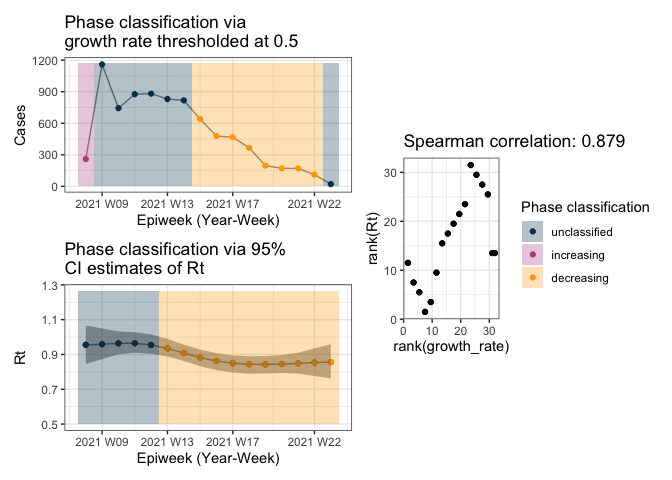 Phase classification via
growth rate thresholded at 0.5
1200
900
600
300
0
Cases
2021 W09
2021 W13
2021 W17
2021 W22
Epiweek (Year-Week)
Phase classification via 95%
CI estimates of Rt
1.3
1.1
0.9
0.7
0.5
Rt
2021 W09
2021 W13
2021 W17
2021 W22
Epiweek (Year-Week)
Spearman correlation: 0.879
30
20
10
0
rank(Rt)
0
10
20
30
rank(growth_rate)
Phase classification
unclassified
increasing
decreasing